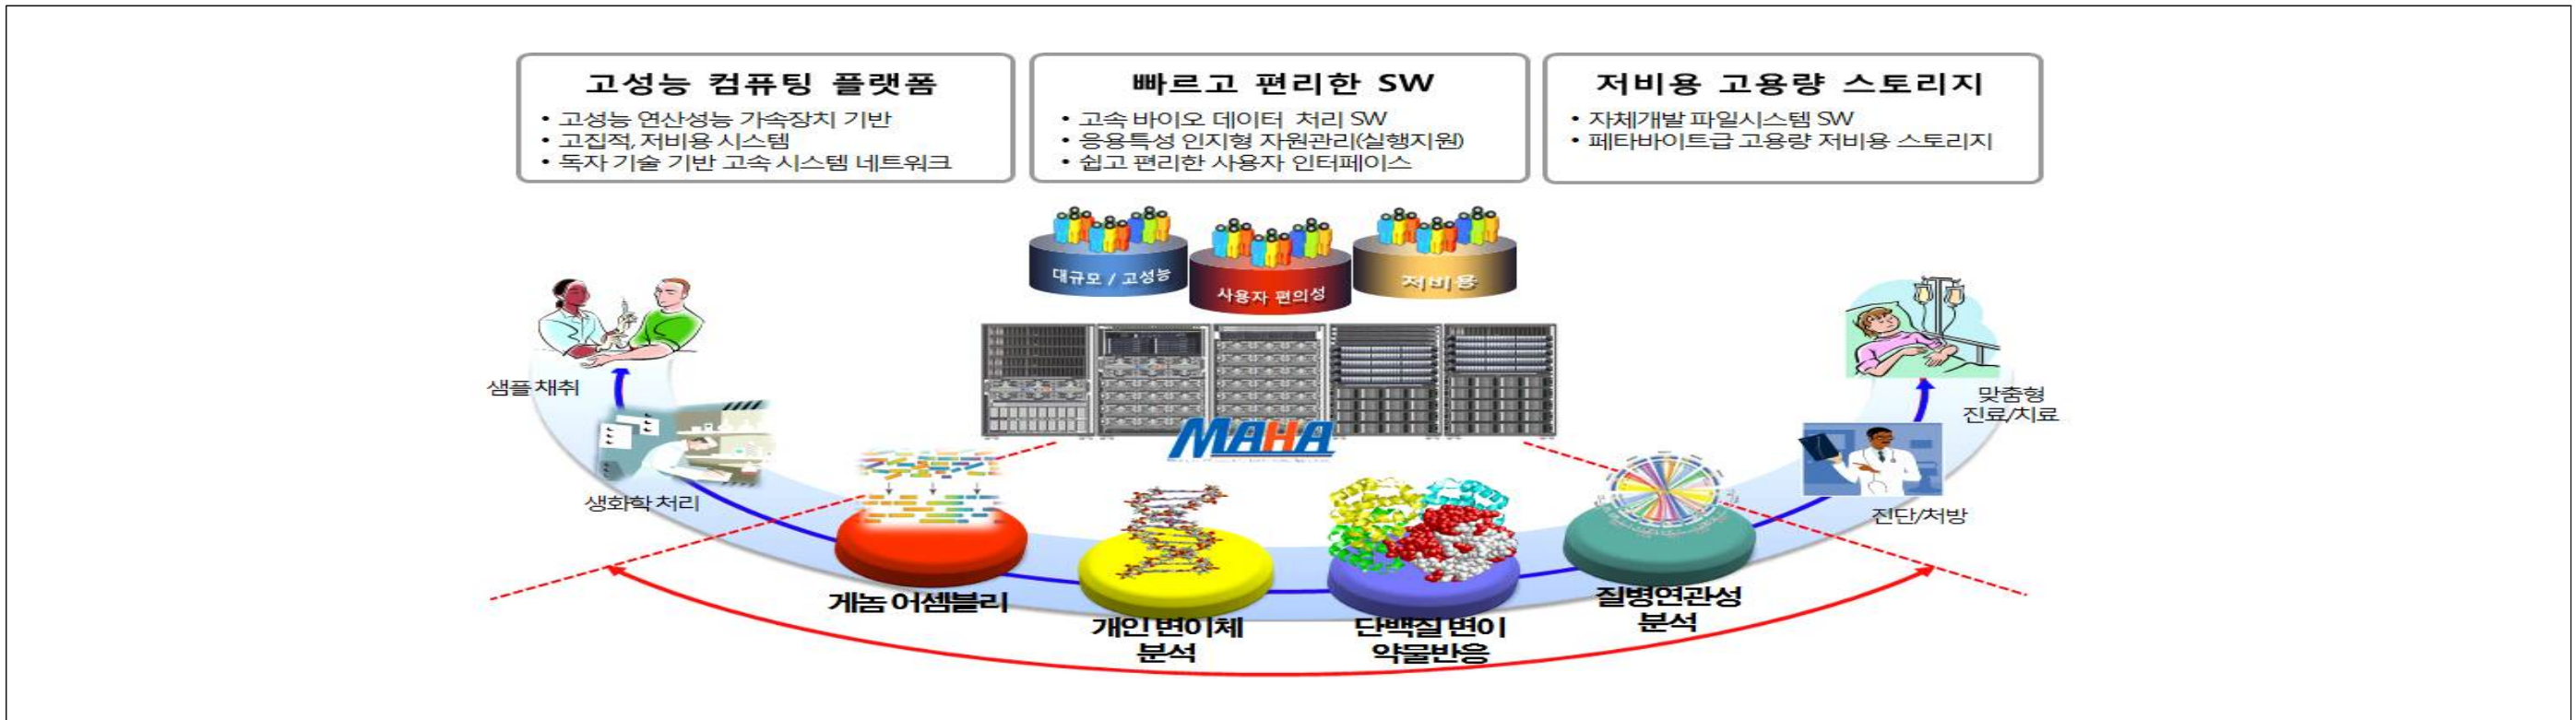 고성능 컴퓨팅 플랫폼
• 고성능 연산성능 가속장치 기반
• 고집적, 저비용 시스템
• 독자 기술 기반 고속 시스템 네트워크
빠르고 편리한 SW
• 고속 바이오 데이터 처리 SW
• 응용특성 인지형 자원관리(실행지원)
• 쉽고 편리한 사용자 인터페이스
저비용 고용량 스토리지
• 자체개발 파일시스템 SW
• 페타바이트급 고용량 저비용 스토리지
대규모 / 고성능
사용자 편의성
저비용
샘플 채취
생화학 처리
MAHA
게놈 어셈블리
개인 변이체
분석
단백질 변이
약물반응
질병연관성
분석
진단/처방
맞춤형
진료/치료